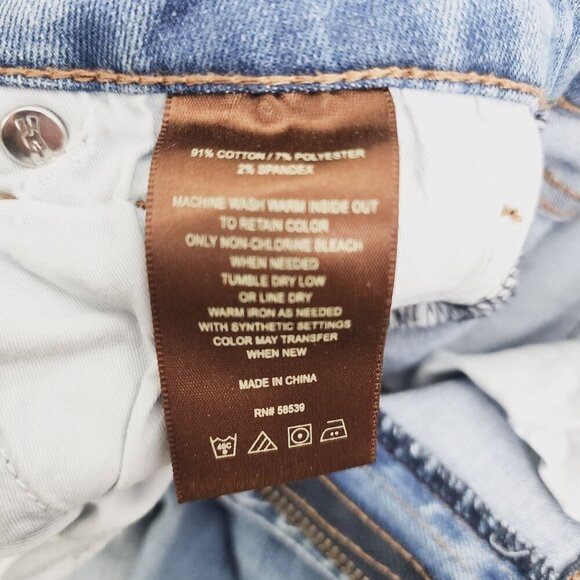 91% COTTON / 7% POLYESTER
2% SPANDEX
MACHINE WASH WARM INSIDE OUT
TO RETAIN COLOR
ONLY NON-CHLORINE BLEACH
WHEN NEEDED
TUMBLE DRY LOW
OR LINE DRY
WARM IRON AS NEEDED
WITH SYNTHETIC SETTINGS
COLOR MAY TRANSFER
WHEN NEW
MADE IN CHINA
RN# 58539